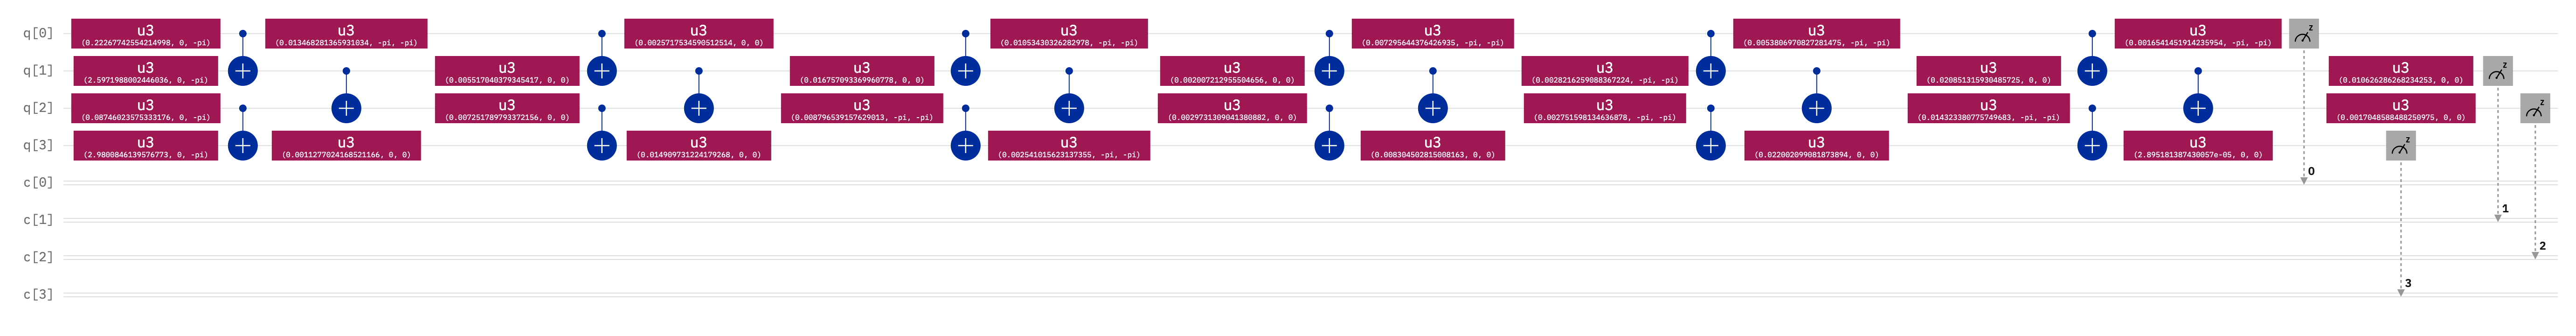 q[0]
u3
(0.22267742554214998, 0, -pi)
u3
(0.013468281365931034, -pi, -pi)
u3
(0.0025717534590512514, 0, 0)
u3
(0.01053430326282978, -pi, -pi)
u3
(0.007295644376426935, -pi, -pi)
u3
(0.0053806970827281475, -pi, -pi)
u3
(0.0016541451914235954, -pi, -pi)
z
q[1]
u3
(2.5971988002446036, 0, -pi)
u3
(0.005517040379345417, 0, 0)
u3
(0.016757093369960778, 0, 0)
u3
(0.002007212955504656, 0, 0)
u3
(0.0028216259088367224, -pi, -pi)
u3
(0.020851315930485725, 0, 0)
u3
(0.010626286268234253, 0, 0)
z
q[2]
u3
(0.08746023575333176, 0, -pi)
u3
(0.007251789793372156, 0, 0)
u3
(0.008796539157629013, -pi, -pi)
u3
(0.0029731309041380882, 0, 0)
u3
(0.002751598134636878, -pi, -pi)
u3
(0.014323380775749683, -pi, -pi)
u3
(0.0017048588488250975, 0, 0)
z
q[3]
u3
(2.9800846139576773, 0, -pi)
u3
(0.0011277024168521166, 0, 0)
u3
(0.014909731224179268, 0, 0)
u3
(0.002541015623137355, -pi, -pi)
u3
(0.008304502815008163, 0, 0)
u3
(0.022002099081873894, 0, 0)
u3
(2.895181387430057e-05, 0, 0)
z
c[0]
0
c[1]
1
c[2]
2
c[3]
3